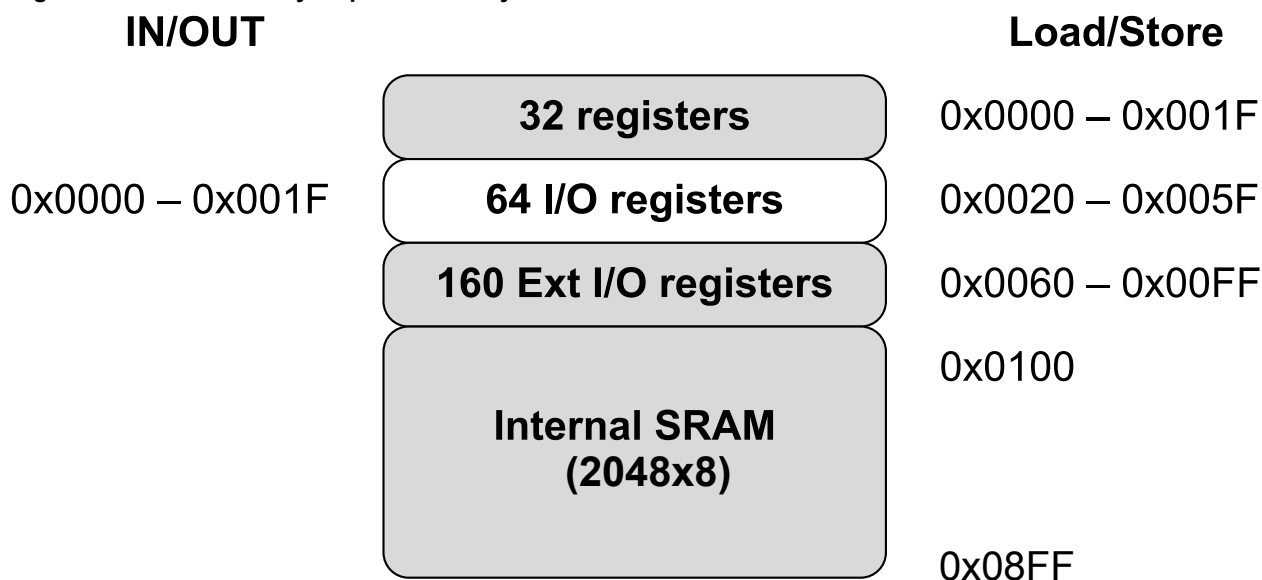 IN/OUT
Load/Store
32 registers
0x0000 – 0x001F
0x0000 – 0x001F
64 I/O registers
0x0020 – 0x005F
160 Ext I/O registers
0x0060 – 0x00FF
0x0100
Internal SRAM
(2048x8)
0x08FF